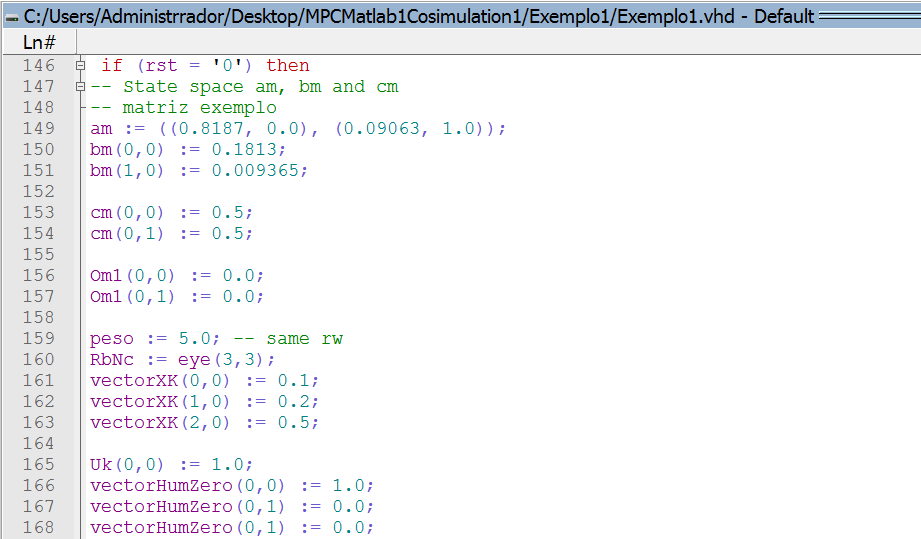 C:/Users/Administrrador/Desktop/MPCMatlab1Cosimulation1/Exemplo1/Exemplo1.vhd - Default
Ln#
146 if (rst = '0') then
147 -- State space am, bm and cm
148 -- matriz exemplo
149 am := ((0.8187, 0.0), (0.09063, 1.0));
150 bm(0,0) := 0.1813;
151 bm(1,0) := 0.009365;
152
153 cm(0,0) := 0.5;
154 cm(0,1) := 0.5;
155
156 Om1(0,0) := 0.0;
157 Om1(0,1) := 0.0;
158
159 peso := 5.0; -- same rw
160 RbNc := eye(3,3);
161 vectorXK(0,0) := 0.1;
162 vectorXK(1,0) := 0.2;
163 vectorXK(2,0) := 0.5;
164
165 Uk(0,0) := 1.0;
166 vectorHumZero(0,0) := 1.0;
167 vectorHumZero(0,1) := 0.0;
168 vectorHumZero(0,1) := 0.0;